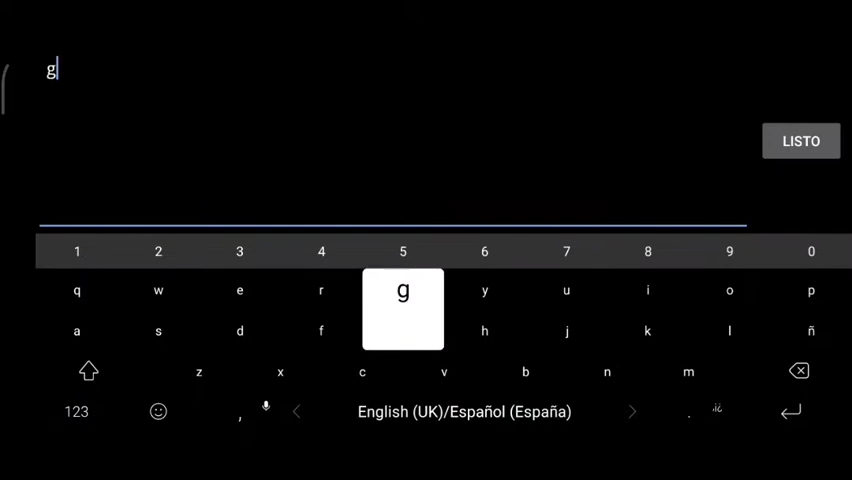 g
LISTO
1 2 3 4 5 6 7 8 9 0
q w e r g y u i o p
a s d f h j k l ñ
z x c v b n m
123 , English (UK)/Español (España) . ,¡¿